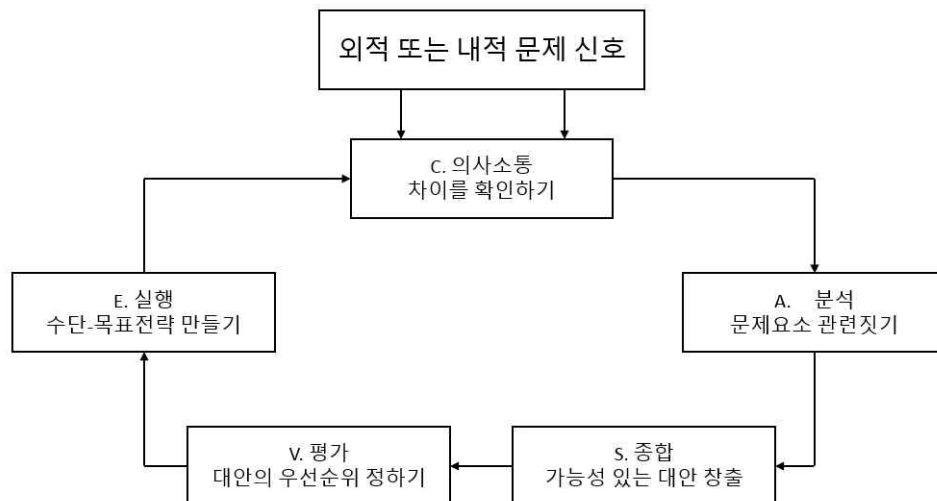 외적 또는 내적 문제 신호
C. 의사소통
차이를 확인하기
E. 실행
수단-목표전략 만들기
A. 분석
문제요소 관련짓기
V. 평가
대안의 우선순위 정하기
S. 종합
가능성 있는 대안 창출